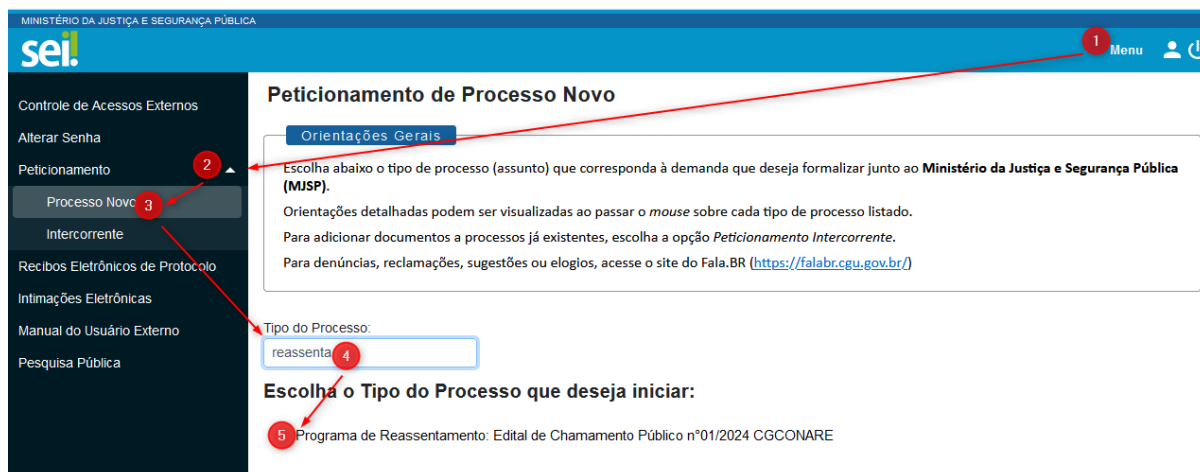 MINISTÉRIO DA JUSTIÇA E SEGURANÇA PÚBLICA
sei!
1
Menu
Controle de Acessos Externos
Alterar Senha
Peticionamento
2
Processo Novo
3
Intercorrente
Recibos Eletrônicos de Protocolo
Intimações Eletrônicas
Manual do Usuário Externo
Pesquisa Pública
Peticionamento de Processo Novo
Orientações Gerais
Escolha abaixo o tipo de processo (assunto) que corresponda à demanda que deseja formalizar junto ao Ministério da Justiça e Segurança Pública
(MJSP).
Orientações detalhadas podem ser visualizadas ao passar o mouse sobre cada tipo de processo listado.
Para adicionar documentos a processos já existentes, escolha a opção Peticionamento Intercorrente.
Para denúncias, reclamações, sugestões ou elogios, acesse o site do Fala.BR (https://falabr.cgu.gov.br/)
Tipo do Processo:
reassenta
4
Escolha o Tipo do Processo que deseja iniciar:
5
Programa de Reassentamento: Edital de Chamamento Público n°01/2024 CGCONARE